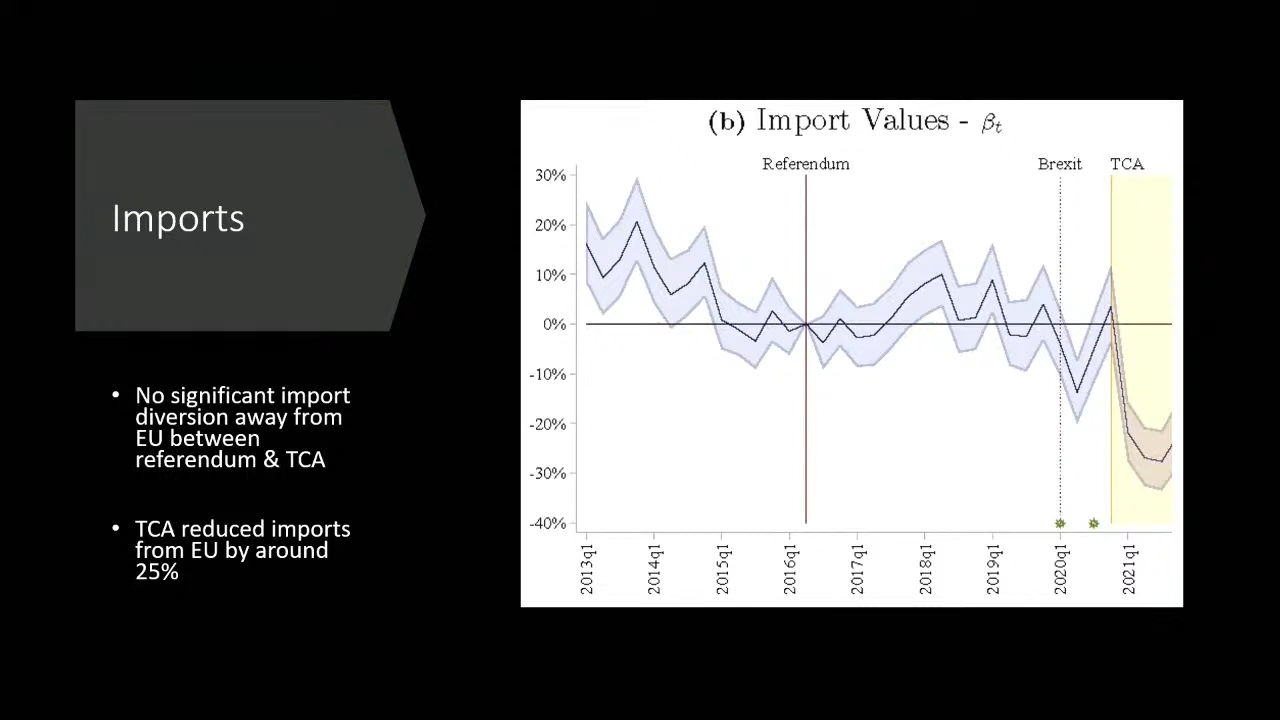 Imports
• No significant import
diversion away from
EU between
referendum & TCA
• TCA reduced imports
from EU by around
25%
(b) Import Values - βt
Referendum
Brexit
TCA
30%
20%
10%
0%
-10%
-20%
-30%
-40%
2013q1
2014q1
2015q1
2016q1
2017q1
2018q1
2019q1
2020q1
2021q1